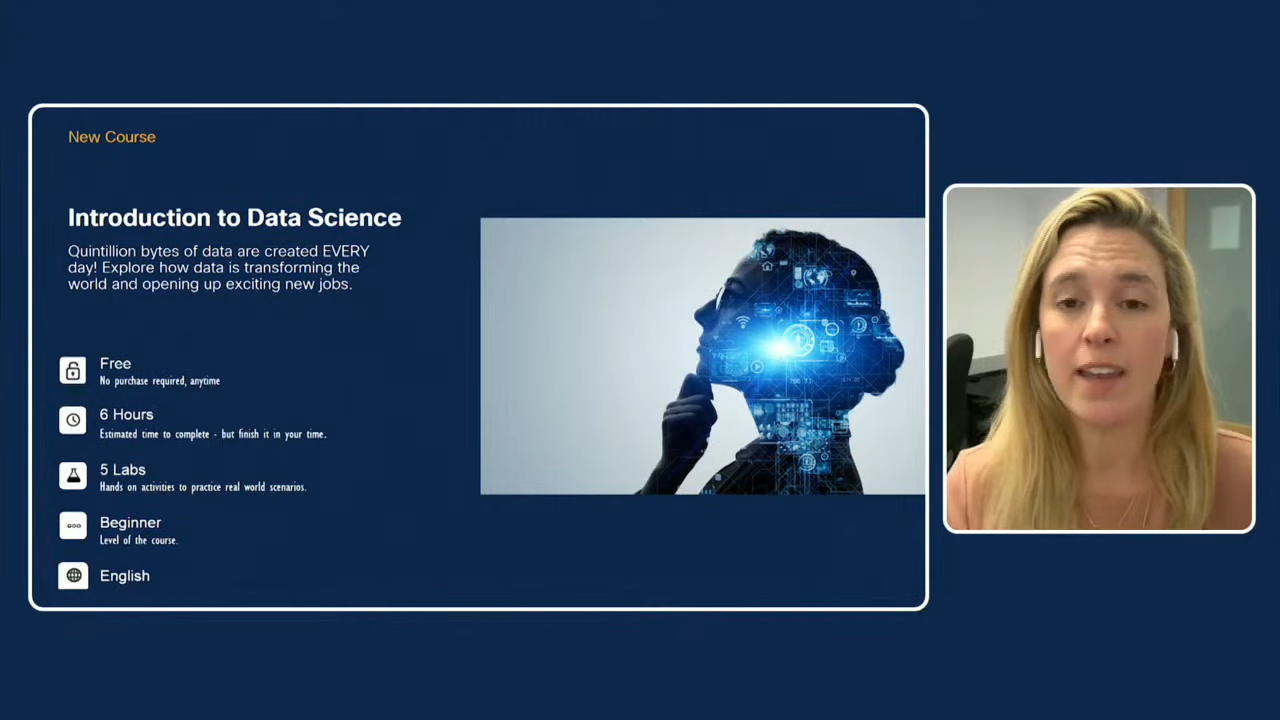 New Course
Introduction to Data Science
Quintillion bytes of data are created EVERY
day! Explore how data is transforming the
world and opening up exciting new jobs.
Free
No purchase required, anytime
6 Hours
Estimated time to complete - but finish it in your time.
5 Labs
Hands on activities to practice real world scenarios.
Beginner
Level of the course.
English